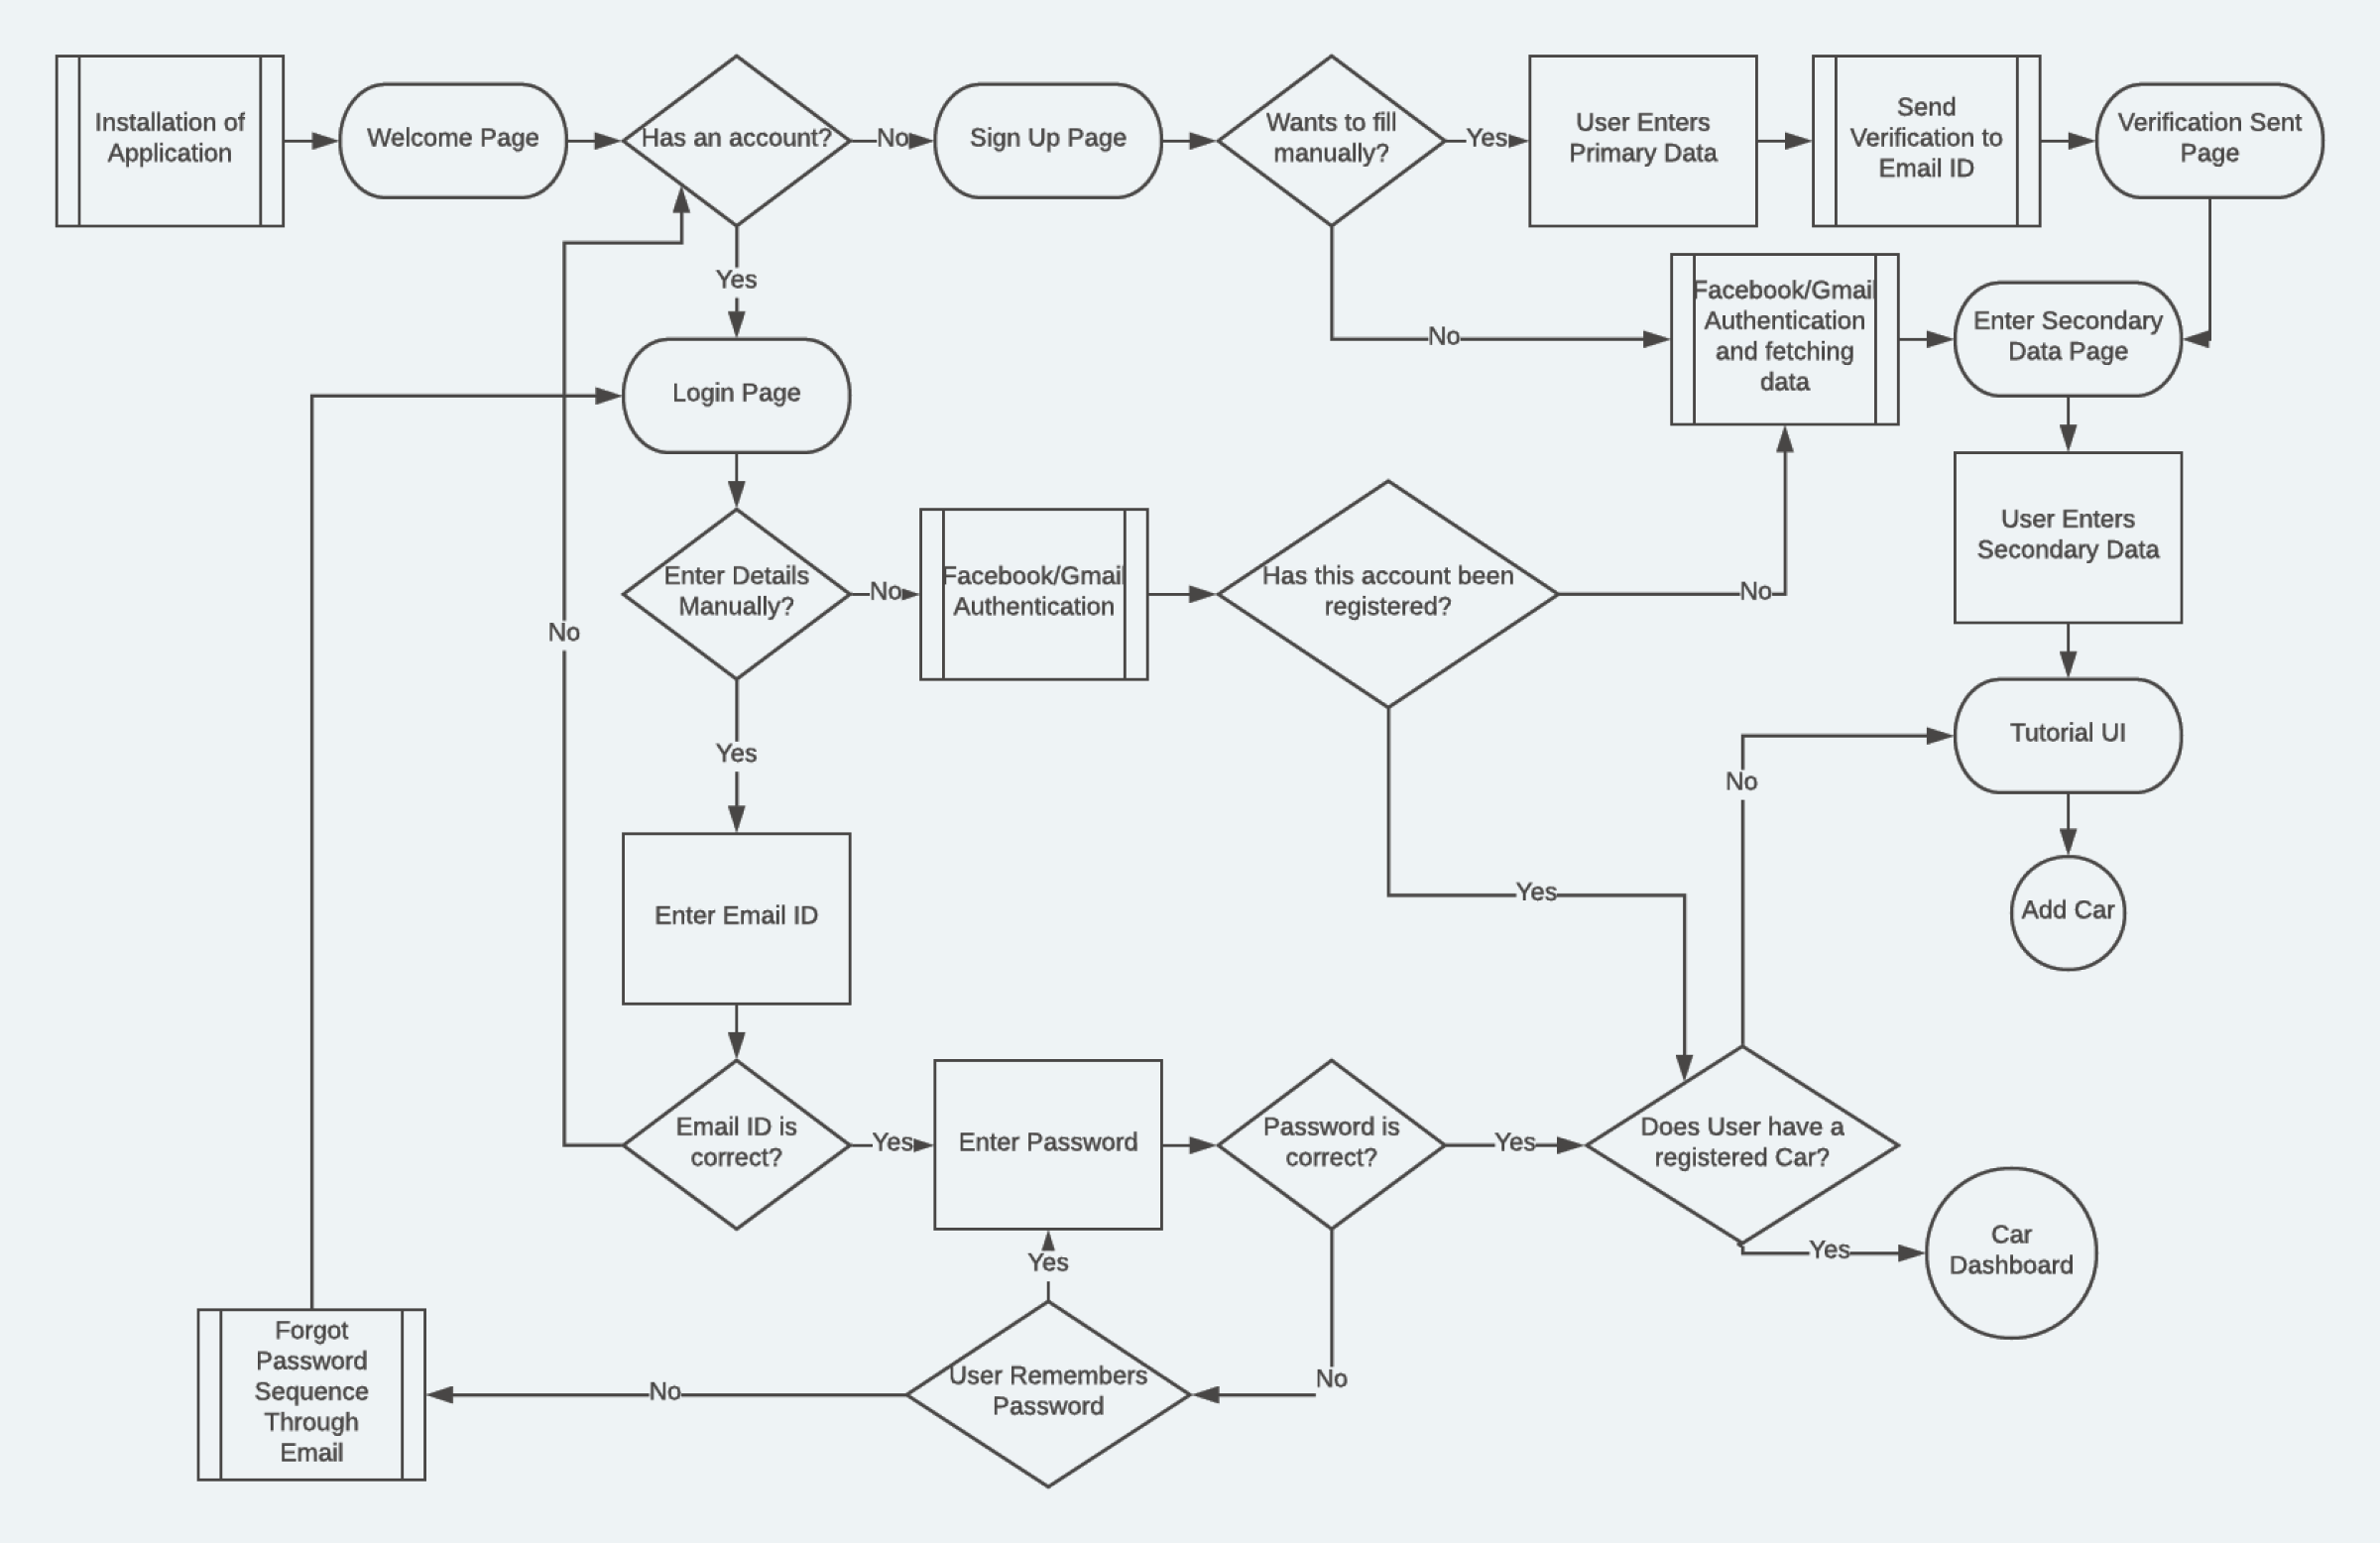 Installation of
Application
Welcome Page
Has an account?
No
Sign Up Page
Wants to fill
manually?
Yes
User Enters
Primary Data
Send
Verification to
Email ID
Verification Sent
Page
Yes
No
Facebook/Gmail
Authentication
and fetching
data
Enter Secondary
Data Page
Login Page
User Enters
Secondary Data
Enter Details
Manually?
No
Facebook/Gmail
Authentication
Has this account been
registered?
No
No
Yes
Tutorial UI
No
Yes
Add Car
Enter Email ID
Email ID is
correct?
Yes
Enter Password
Password is
correct?
Yes
Does User have a
registered Car?
Yes
Car
Dashboard
Yes
No
User Remembers
Password
No
Forgot
Password
Sequence
Through
Email